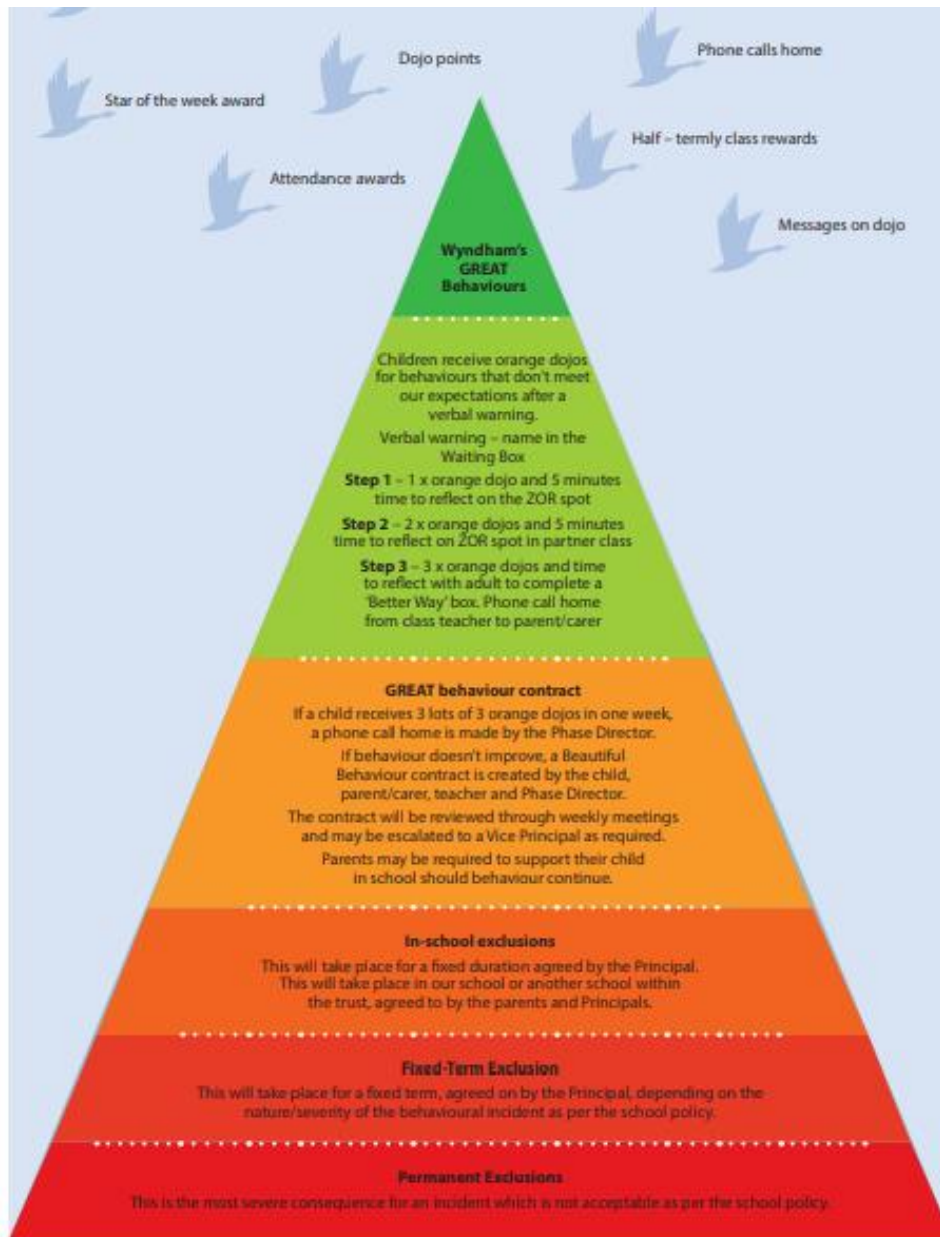 Dojo points
Phone calls home
Star of the week award
Half – termly class rewards
Attendance awards
Messages on dojo
Wyndham's
GREAT
Behaviours
Children receive orange dojos
for behaviours that don't meet
our expectations after a
verbal warning.
Verbal warning – name in the
Waiting Box
Step 1 – 1 x orange dojo and 5 minutes
time to reflect on the ZOR spot
Step 2 – 2 x orange dojos and 5 minutes
time to reflect on ZOR spot in partner class
Step 3 – 3 x orange dojos and time
to reflect with adult to complete a
'Better Way' box. Phone call home
from class teacher to parent/carer
GREAT behaviour contract
If a child receives 3 lots of 3 orange dojos in one week,
a phone call home is made by the Phase Director.
If behaviour doesn't improve, a Beautiful
Behaviour contract is created by the child,
parent/carer, teacher and Phase Director.
The contract will be reviewed through weekly meetings
and may be escalated to a Vice Principal as required.
Parents may be required to support their child
in school should behaviour continue.
In-school exclusions
This will take place for a fixed duration agreed by the Principal.
This will take place in our school or another school within
the trust, agreed to by the parents and Principals.
Fixed-Term Exclusion
This will take place for a fixed term, agreed on by the Principal, depending on the
nature/severity of the behavioural incident as per the school policy.
Permanent Exclusions
This is the most severe consequence for an incident which is not acceptable as per the school policy.